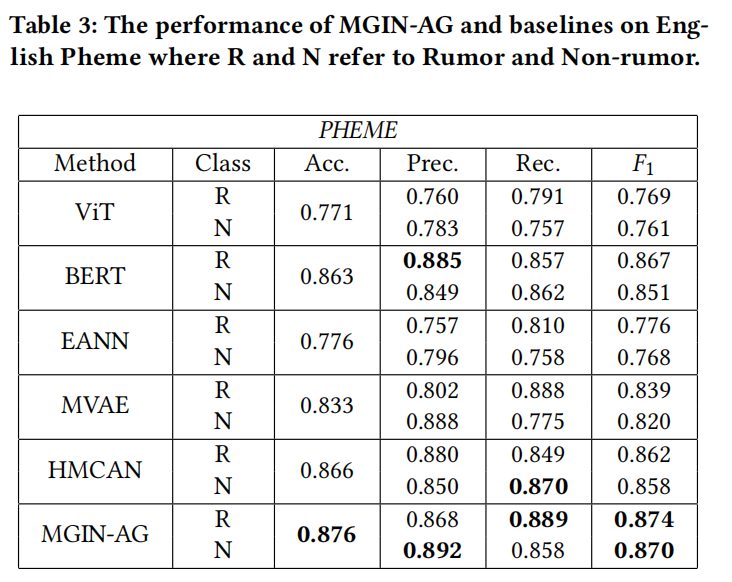 Table 3: The performance of MGIN-AG and baselines on Eng-
lish Pheme where R and N refer to Rumor and Non-rumor.
PHEME
Method Class Acc. Prec. Rec. F1
ViT R 0.771 0.760 0.791 0.769
N 0.783 0.757 0.761
BERT R 0.863 0.885 0.857 0.867
N 0.849 0.862 0.851
EANN R 0.776 0.757 0.810 0.776
N 0.796 0.758 0.768
MVAE R 0.833 0.802 0.888 0.839
N 0.888 0.775 0.820
HMCAN R 0.866 0.880 0.849 0.862
N 0.850 0.870 0.858
MGIN-AG R 0.876 0.868 0.889 0.874
N 0.892 0.858 0.870